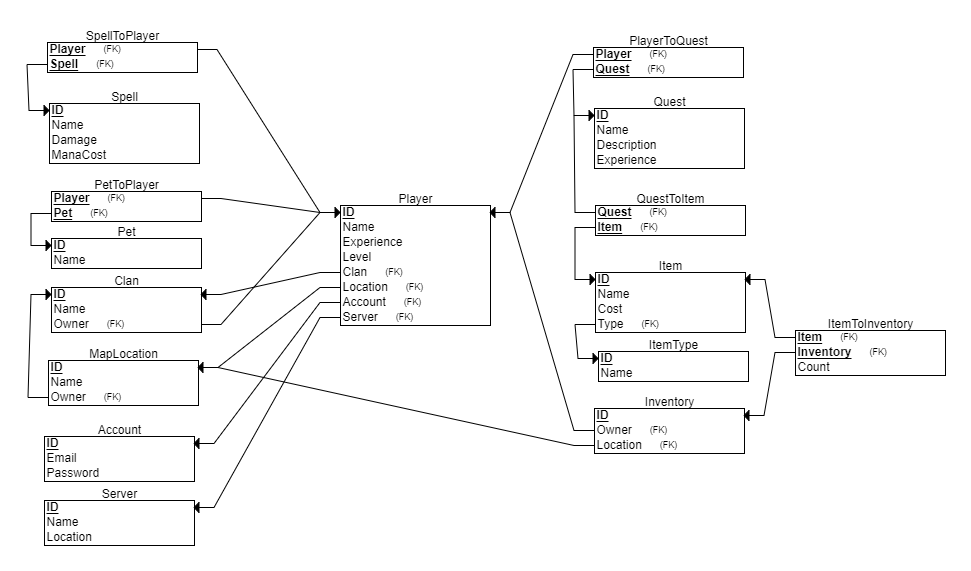 SpellToPlayer
Player (FK)
Spell (FK)
Spell
ID
Name
Damage
ManaCost
PetToPlayer
Player (FK)
Pet (FK)
Pet
ID
Name
Clan
ID
Name
Owner (FK)
MapLocation
ID
Name
Owner (FK)
Account
ID
Email
Password
Server
ID
Name
Location
Player
ID
Name
Experience
Level
Clan (FK)
Location (FK)
Account (FK)
Server (FK)
PlayerToQuest
Player (FK)
Quest (FK)
Quest
ID
Name
Description
Experience
QuestToItem
Quest (FK)
Item (FK)
Item
ID
Name
Cost
Type (FK)
ItemType
ID
Name
Inventory
ID
Owner (FK)
Location (FK)
ItemToInventory
Item (FK)
Inventory (FK)
Count